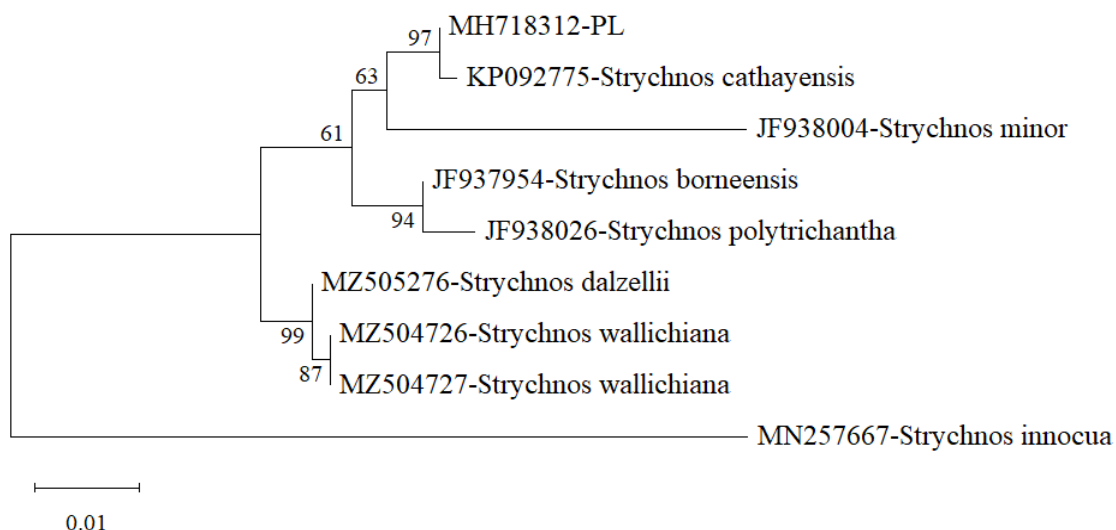 MH718312-PL
97
KP092775-Strychnos cathayensis
63
JF938004-Strychnos minor
61
JF937954-Strychnos borneensis
94
JF938026-Strychnos polytrichantha
MZ505276-Strychnos dalzellii
99
MZ504726-Strychnos wallichiana
87
MZ504727-Strychnos wallichiana
MN257667-Strychnos innocua
0.01